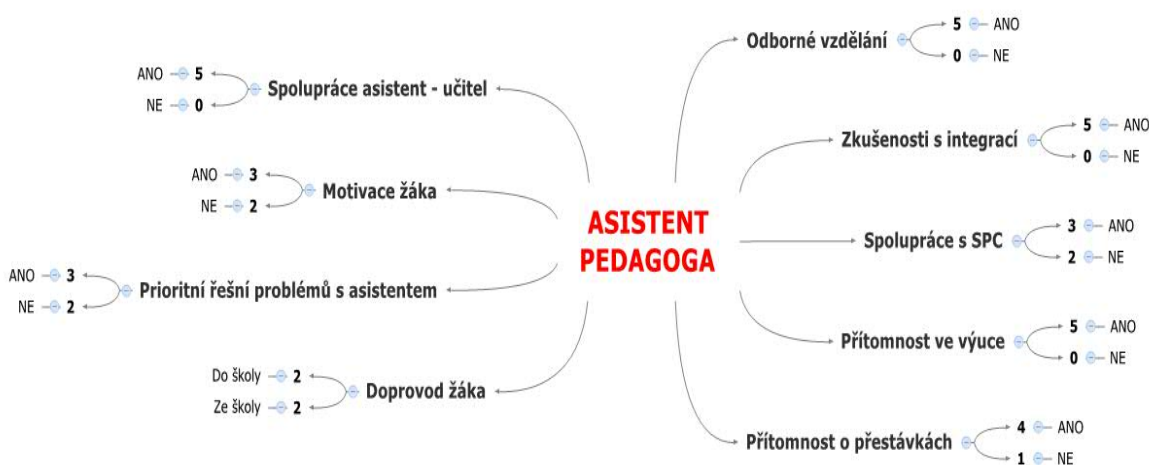 ASISTENT
PEDAGOGA
Odborné vzdělání
5 ANO
0 NE
Zkušenosti s integrací
5 ANO
0 NE
Spolupráce s SPC
3 ANO
2 NE
Přítomnost ve výuce
5 ANO
0 NE
Přítomnost o přestávkách
4 ANO
1 NE
Spolupráce asistent - učitel
ANO 5
NE 0
Motivace žáka
ANO 3
NE 2
Prioritní řešní problémů s asistentem
ANO 3
NE 2
Doprovod žáka
Do školy 2
Ze školy 2